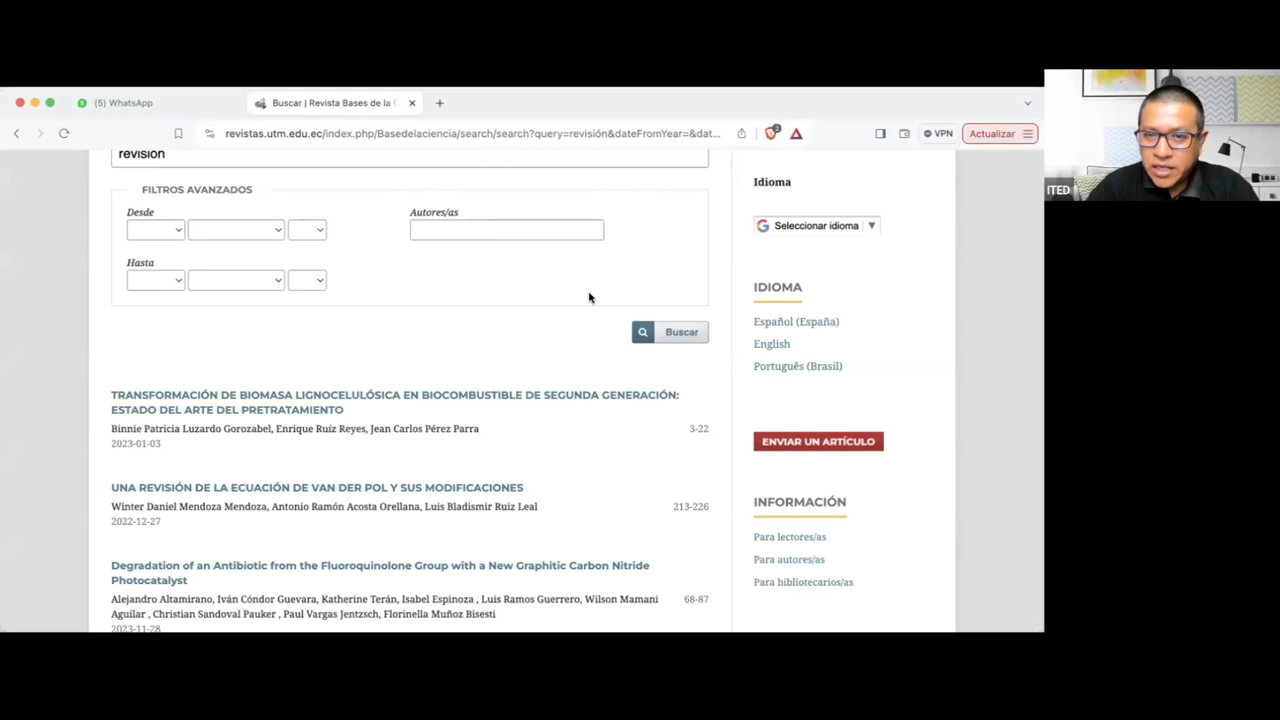 (5) WhatsApp
Buscar | Revista Bases de la C
revistas.utm.edu.ec/index.php/Basedelaciencia/search/search?query=revisión&dateFromYear=&dat...
2
VPN
Actualizar
revisión
FILTROS AVANZADOS
Desde
Autores/as
Hasta
Buscar
TRANSFORMACIÓN DE BIOMASA LIGNOCELULÓSICA EN BIOCOMBUSTIBLE DE SEGUNDA GENERACIÓN:
ESTADO DEL ARTE DEL PRETRATAMIENTO
Binnie Patricia Luzardo Gorozabel, Enrique Ruíz Reyes, Jean Carlos Pérez Parra
3-22
2023-01-03
UNA REVISIÓN DE LA ECUACIÓN DE VAN DER POL Y SUS MODIFICACIONES
Winter Daniel Mendoza Mendoza, Antonio Ramón Acosta Orellana, Luis Bladismir Ruiz Leal
213-226
2022-12-27
Degradation of an Antibiotic from the Fluoroquinolone Group with a New Graphitic Carbon Nitride
Photocatalyst
Alejandro Altamirano, Iván Cóndor Guevara, Katherine Terán, Isabel Espinoza , Luis Ramos Guerrero, Wilson Mamani
68-87
Aguilar , Christian Sandoval Pauker , Paul Vargas Jentzsch, Florinella Muñoz Bisesti
2023-11-28
Idioma
Seleccionar idioma
IDIOMA
Español (España)
English
Português (Brasil)
ENVIAR UN ARTÍCULO
INFORMACIÓN
Para lectores/as
Para autores/as
Para bibliotecarios/as
ITED